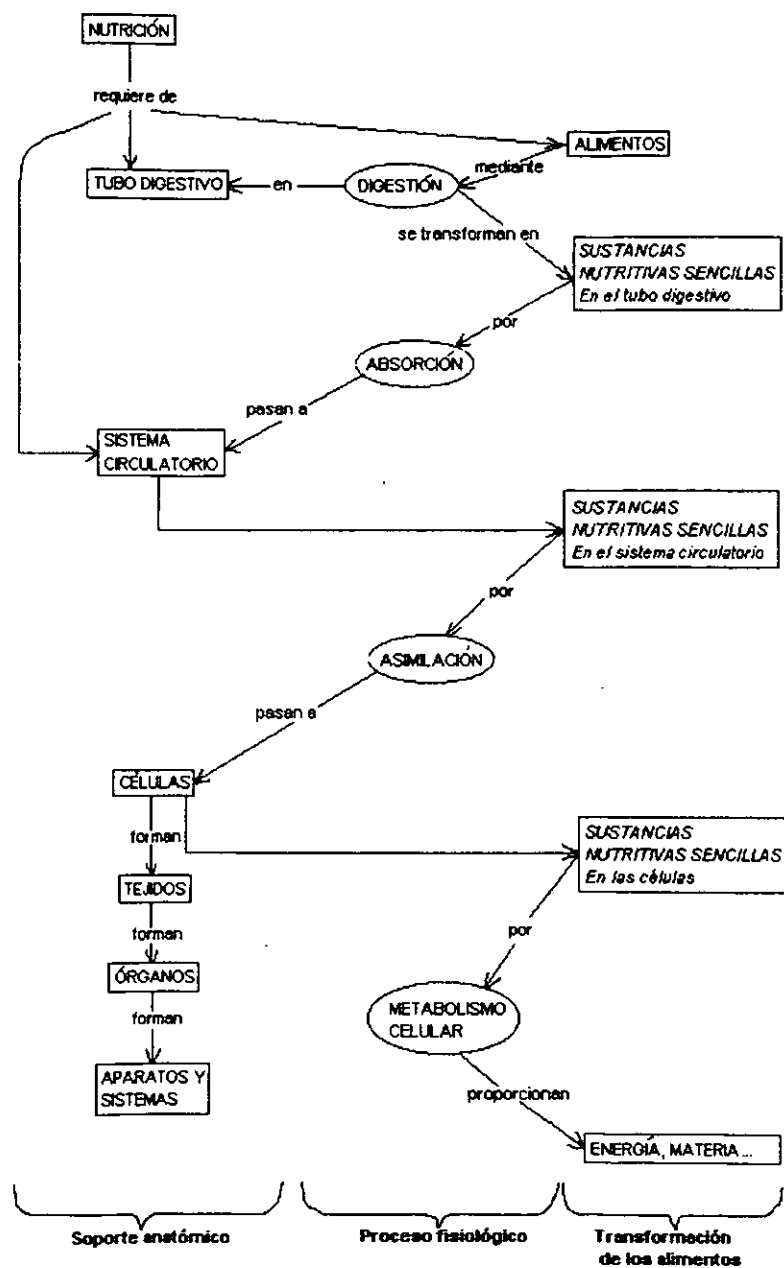 NUTRICIÓN
requiere de
ALIMENTOS
mediante
TUBO DIGESTIVO
en
DIGESTIÓN
se transforman en
SUSTANCIAS
NUTRITIVAS SENCILLAS
En el tubo digestivo
por
ABSORCIÓN
pasan a
SISTEMA
CIRCULATORIO
SUSTANCIAS
NUTRITIVAS SENCILLAS
En el sistema circulatorio
por
ASIMILACIÓN
pasan a
CÉLULAS
forman
SUSTANCIAS
NUTRITIVAS SENCILLAS
En las células
TEJIDOS
forman
por
ÓRGANOS
forman
METABOLISMO
CELULAR
APARATOS Y
SISTEMAS
proporcionan
ENERGÍA, MATERIA...
Soporte anatómico
Proceso fisiológico
Transformación
de los alimentos